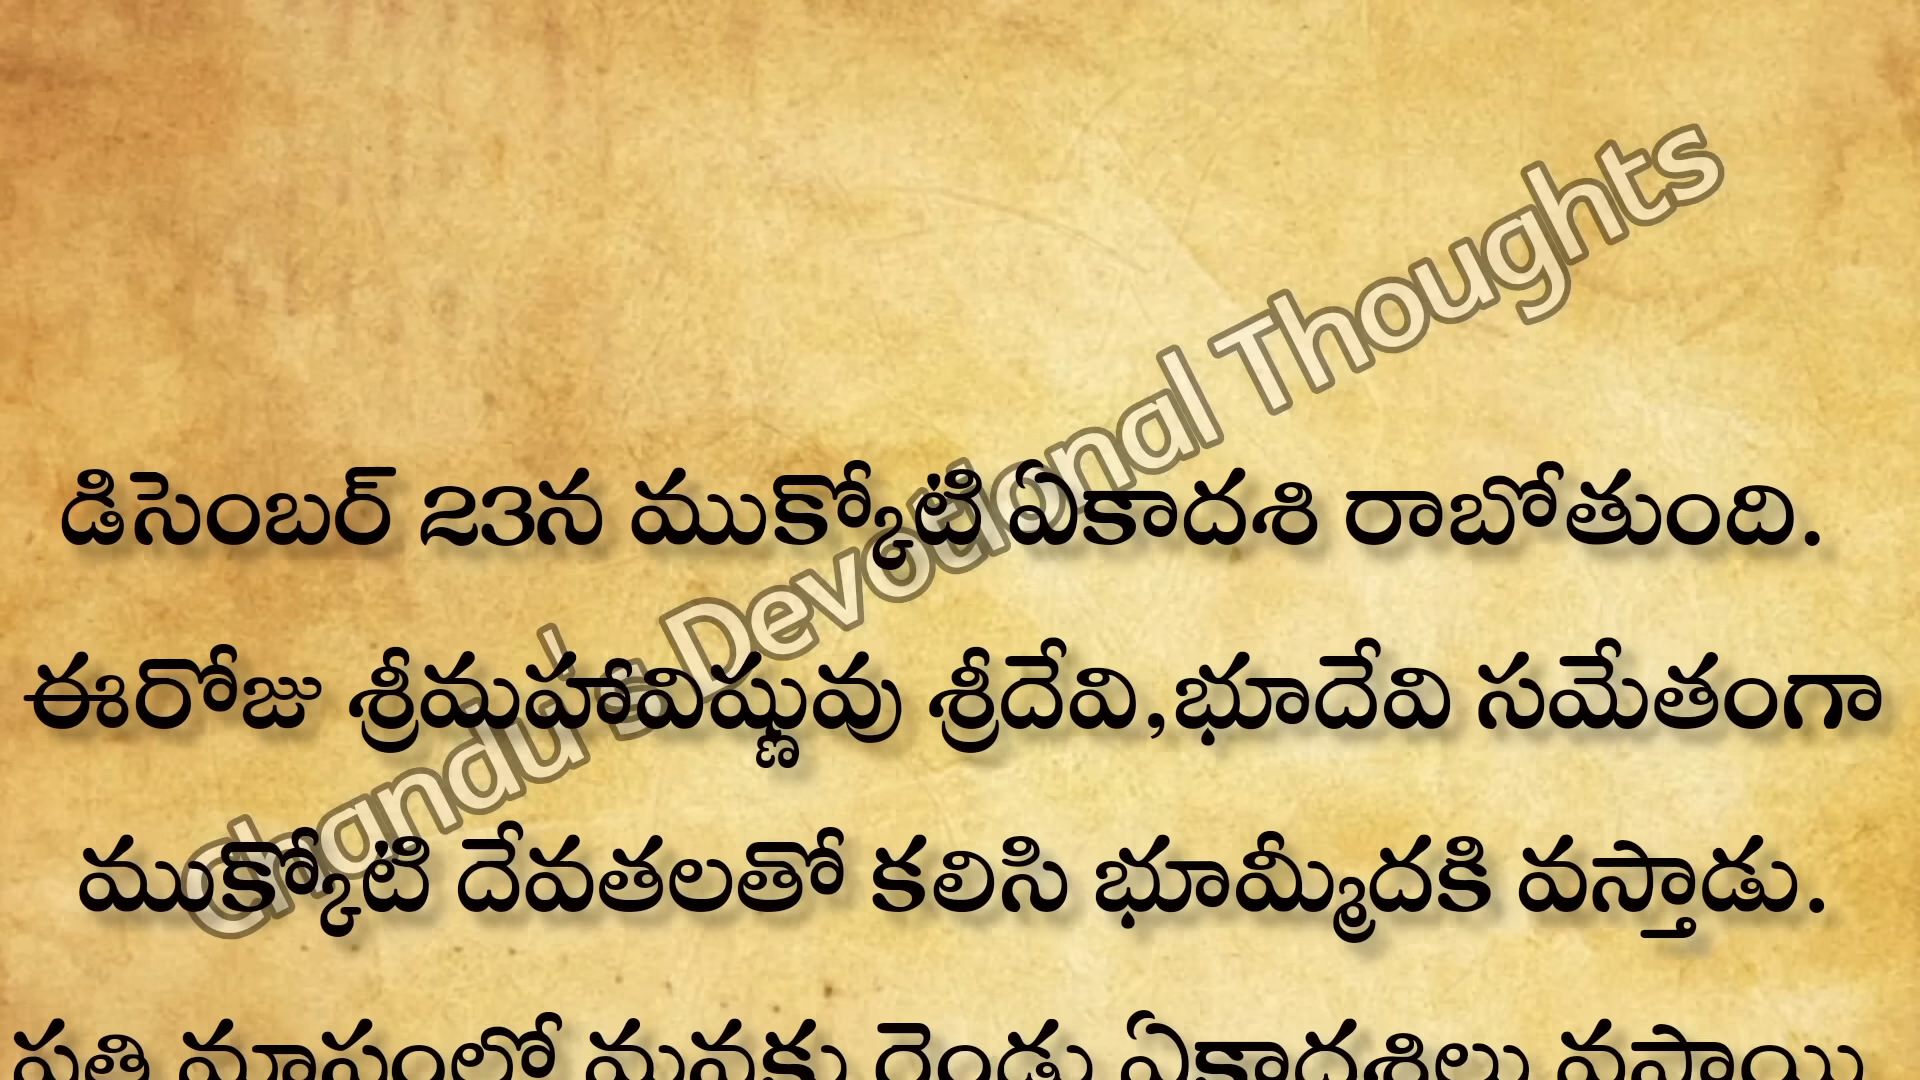 Chandu's Devotional Thoughts
డిసెంబర్ 23న ముక్కోటి ఏకాదశి రాబోతుంది.
ఈరోజు శ్రీమహావిష్ణువు శ్రీదేవి,భూదేవి సమేతంగా
ముక్కోటి దేవతలతో కలిసి భూమ్మీదకి వస్తాడు.
ప్రతి మాసంలో మనకు రెండు ఏకాదశిలు వస్తాయి